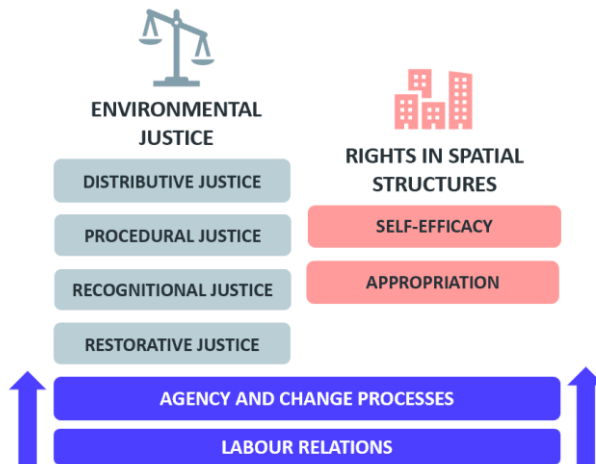 ENVIRONMENTAL
JUSTICE
DISTRIBUTIVE JUSTICE
PROCEDURAL JUSTICE
RECOGNITIONAL JUSTICE
RESTORATIVE JUSTICE
RIGHTS IN SPATIAL
STRUCTURES
SELF-EFFICACY
APPROPRIATION
AGENCY AND CHANGE PROCESSES
LABOUR RELATIONS